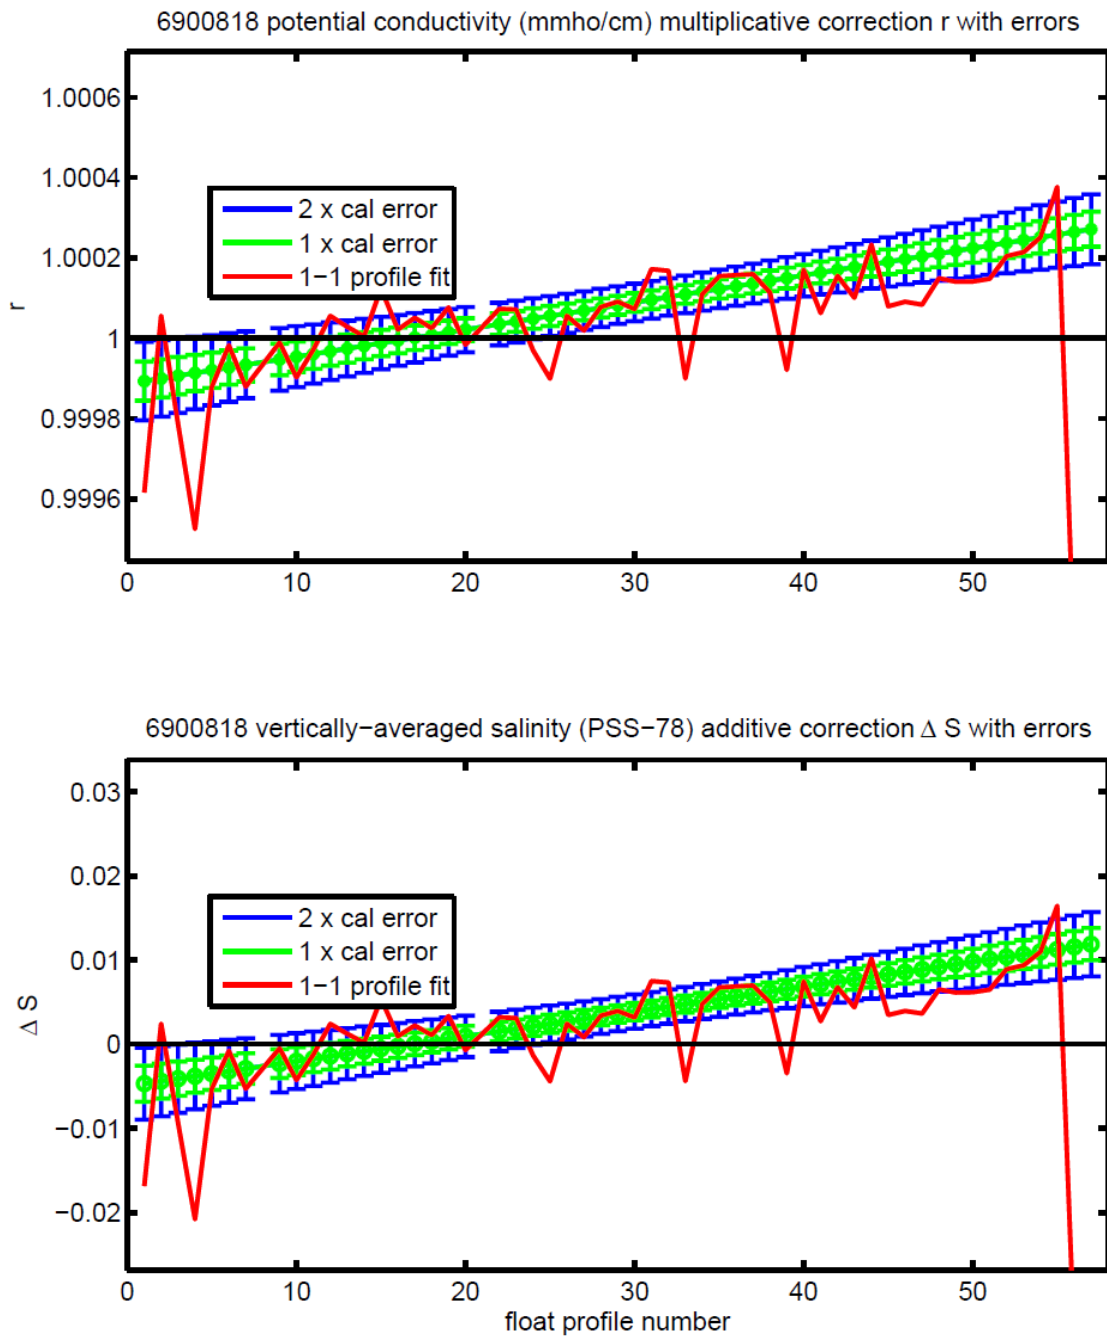 6900818 potential conductivity (mmho/cm) multiplicative correction r with errors
1.0006
1.0004
1.0002
1
0.9998
0.9996
r
2 x cal error
1 x cal error
1−1 profile fit
0 10 20 30 40 50
6900818 vertically−averaged salinity (PSS−78) additive correction Δ S with errors
0.03
0.02
0.01
0
−0.01
−0.02
Δ S
2 x cal error
1 x cal error
1−1 profile fit
0 10 20 30 40 50
float profile number